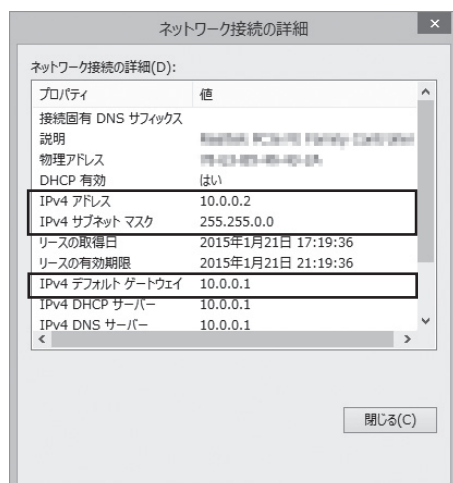 ネットワーク接続の詳細
×
ネットワーク接続の詳細(D):
プロパティ 値
接続固有 DNS サフィックス
説明
物理アドレス
DHCP 有効 はい
IPv4 アドレス 10.0.0.2
IPv4 サブネット マスク 255.255.0.0
リースの取得日 2015年1月21日 17:19:36
リースの有効期限 2015年1月21日 21:19:36
IPv4 デフォルト ゲートウェイ 10.0.0.1
IPv4 DHCP サーバー 10.0.0.1
IPv4 DNS サーバー 10.0.0.1
閉じる(C)